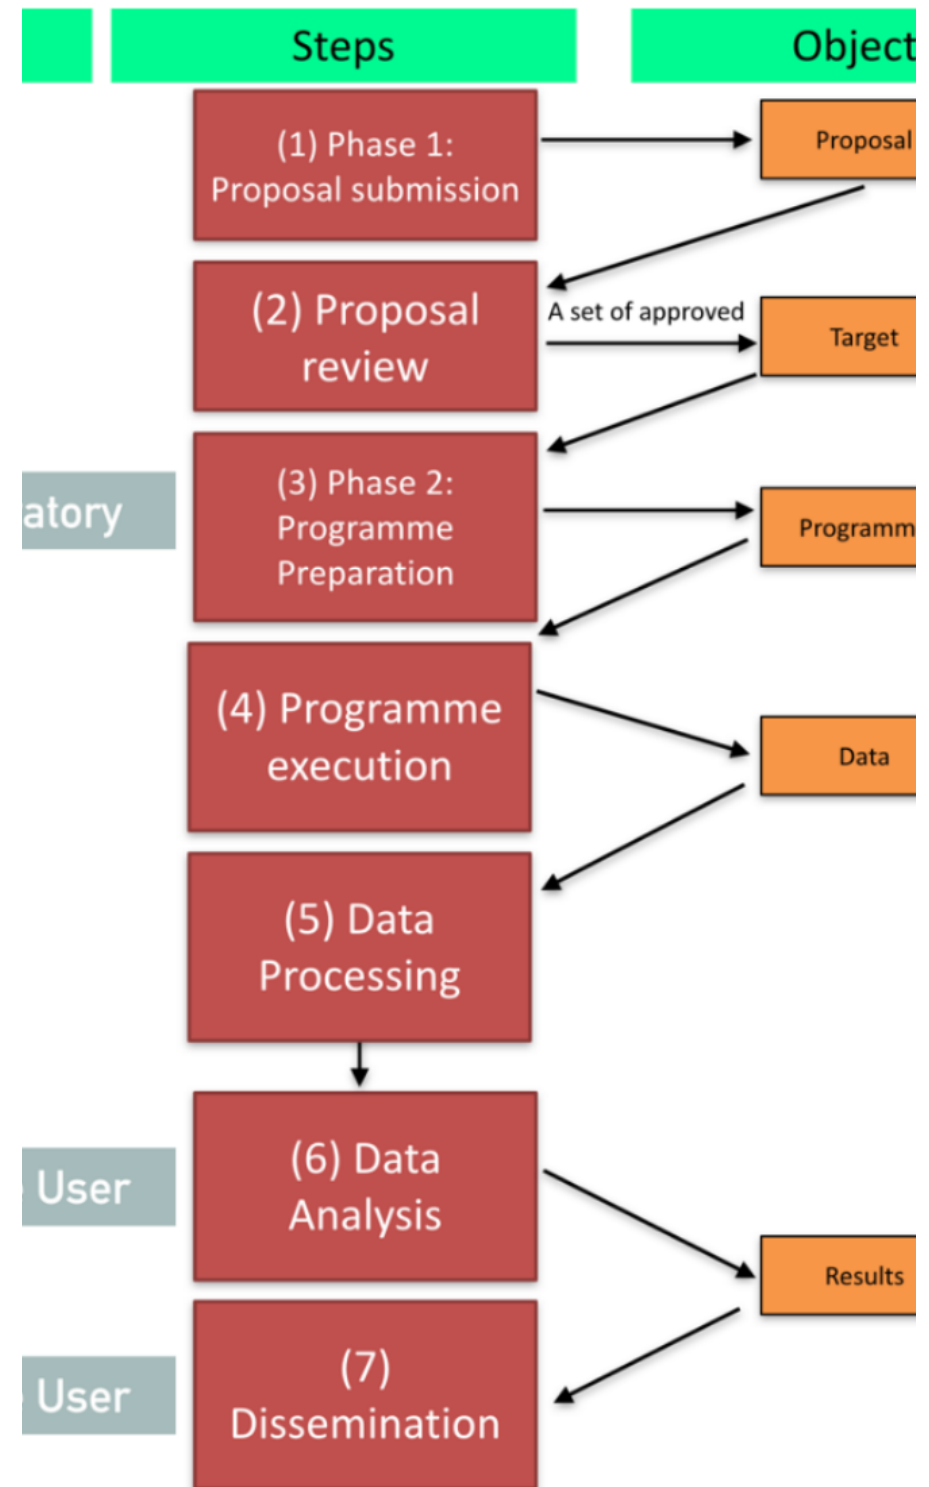 Steps
Object
(1) Phase 1:
Proposal submission
Proposal
(2) Proposal
review
A set of approved
Target
atory
(3) Phase 2:
Programme
Preparation
Programm
(4) Programme
execution
Data
(5) Data
Processing
User
(6) Data
Analysis
Results
User
(7)
Dissemination